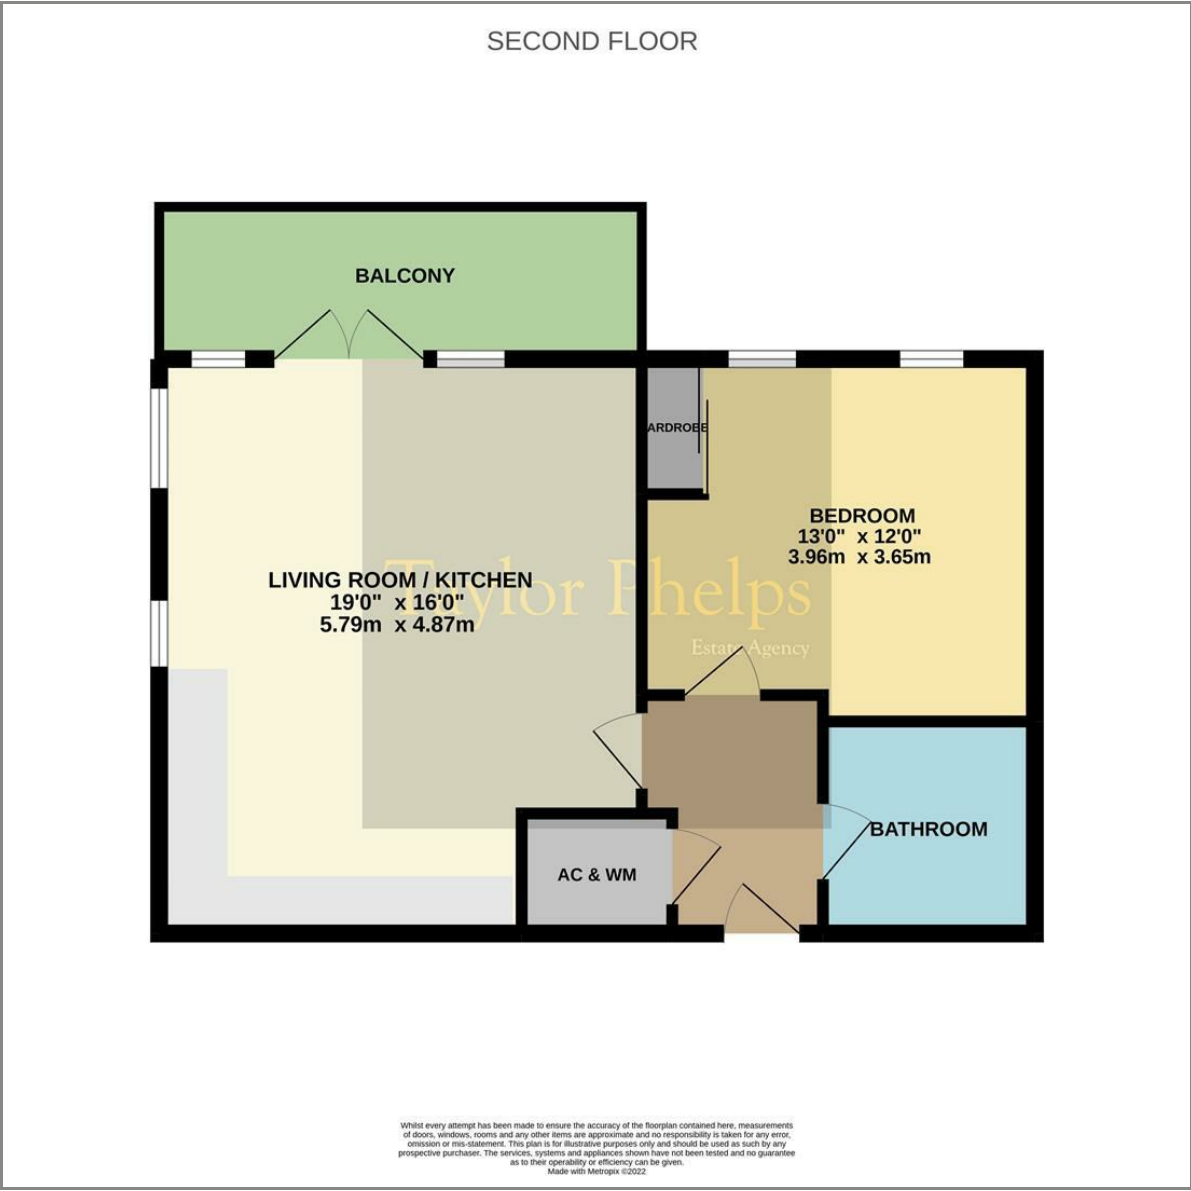 SECOND FLOOR
BALCONY
ARDROBE
BEDROOM
13'0" x 12'0"
3.96m x 3.65m
LIVING ROOM / KITCHEN
19'0" x 16'0"
5.79m x 4.87m
Taylor Phelps
Estate Agency
BATHROOM
AC & WM
Whilst every attempt has been made to ensure the accuracy of the floorplan contained here, measurements
of doors, windows, rooms and any other items are approximate and no responsibility is taken for any error,
omission or mis-statement. This plan is for illustrative purposes only and should be used as such by any
prospective purchaser. The services, systems and appliances shown have not been tested and no guarantee
as to their operability or efficiency can be given.
Made with Metropix ©2022